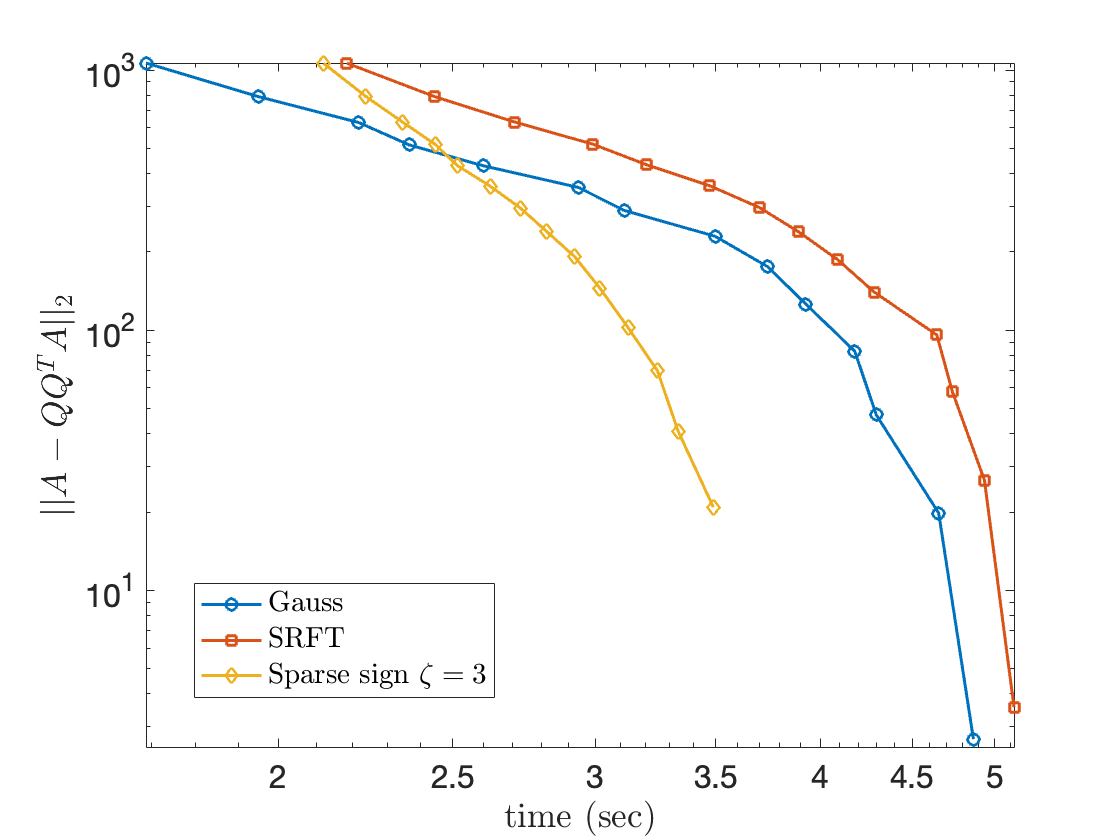 10^3
10^2
10^1
||A − QQ^T A||_2
Gauss
SRFT
Sparse sign ζ = 3
2 2.5 3 3.5 4 4.5 5
time (sec)